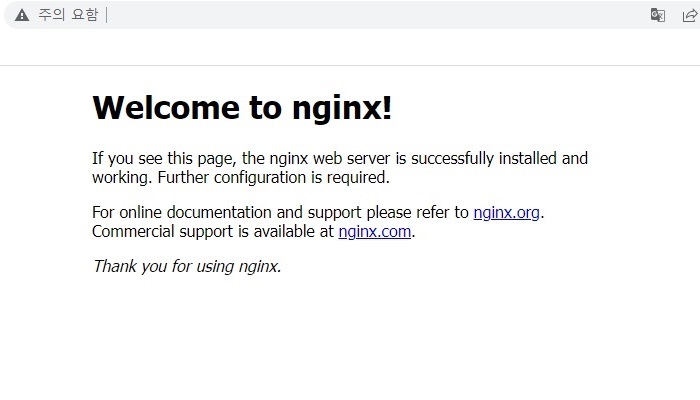 주의 요함
Welcome to nginx!
If you see this page, the nginx web server is successfully installed and
working. Further configuration is required.
For online documentation and support please refer to nginx.org.
Commercial support is available at nginx.com.
Thank you for using nginx.